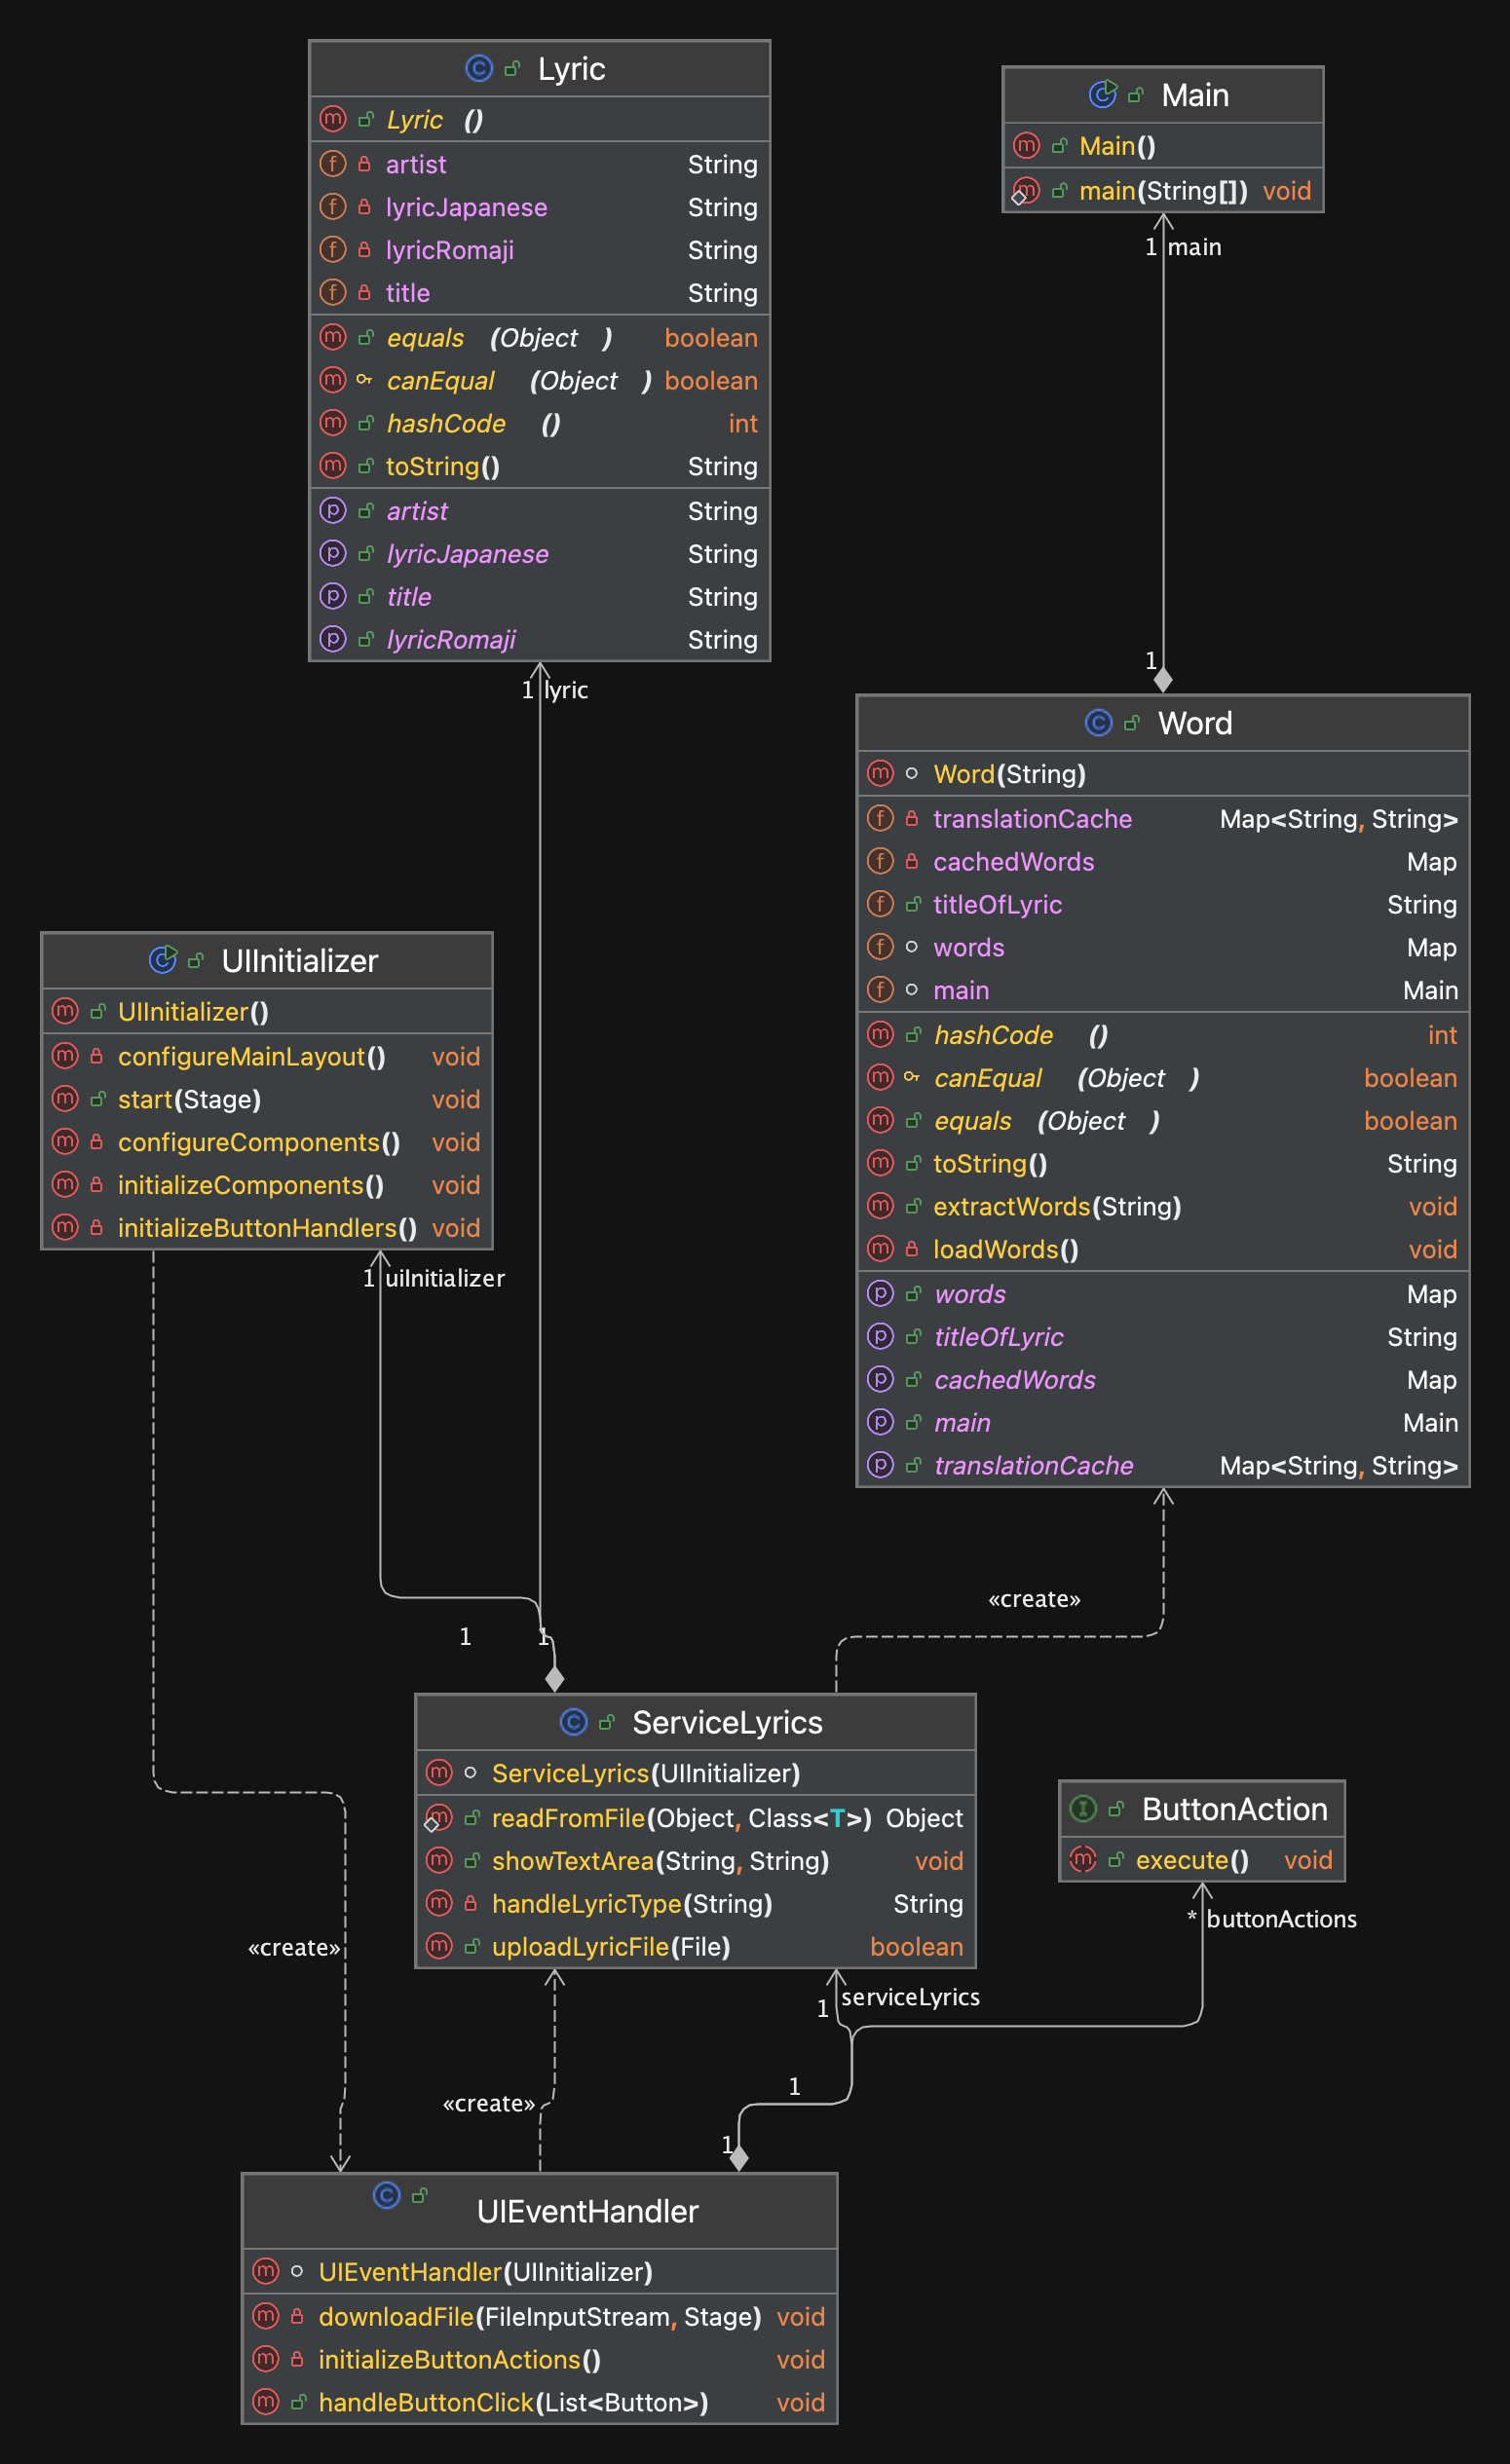 Lyric
Lyric ()
artist String
lyricJapanese String
lyricRomaji String
title String
equals (Object ) boolean
canEqual (Object ) boolean
hashCode () int
toString() String
artist String
lyricJapanese String
title String
lyricRomaji String
1 lyric
Main
Main()
main(String[]) void
1 main
1
Word
Word(String)
translationCache Map<String, String>
cachedWords Map
titleOfLyric String
words Map
main Main
hashCode () int
canEqual (Object ) boolean
equals (Object ) boolean
toString() String
extractWords(String) void
loadWords() void
words Map
titleOfLyric String
cachedWords Map
main Main
translationCache Map<String, String>
UIInitializer
UIInitializer()
configureMainLayout() void
start(Stage) void
configureComponents() void
initializeComponents() void
initializeButtonHandlers() void
1 uiInitializer
«create»
1 1
ServiceLyrics
ServiceLyrics(UIInitializer)
readFromFile(Object, Class<T>) Object
showTextArea(String, String) void
handleLyricType(String) String
uploadLyricFile(File) boolean
ButtonAction
execute() void
* buttonActions
1 serviceLyrics
«create»
«create»
1
1
UIEventHandler
UIEventHandler(UIInitializer)
downloadFile(FileInputStream, Stage) void
initializeButtonActions() void
handleButtonClick(List<Button>) void